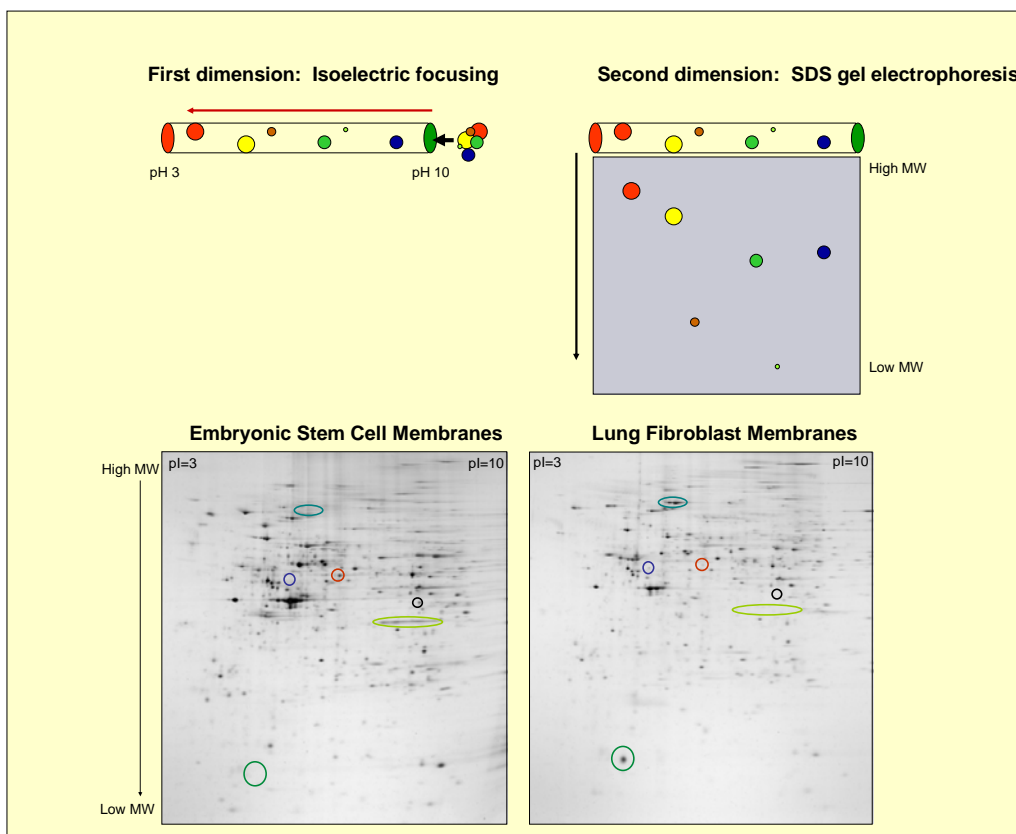 First dimension:  Isoelectric focusing
Second dimension:  SDS gel electrophoresis
pH 3
pH 10
High MW
Low MW
Embryonic Stem Cell Membranes
Lung Fibroblast Membranes
High MW
pI=3
pI=10
pI=3
pI=10
Low MW